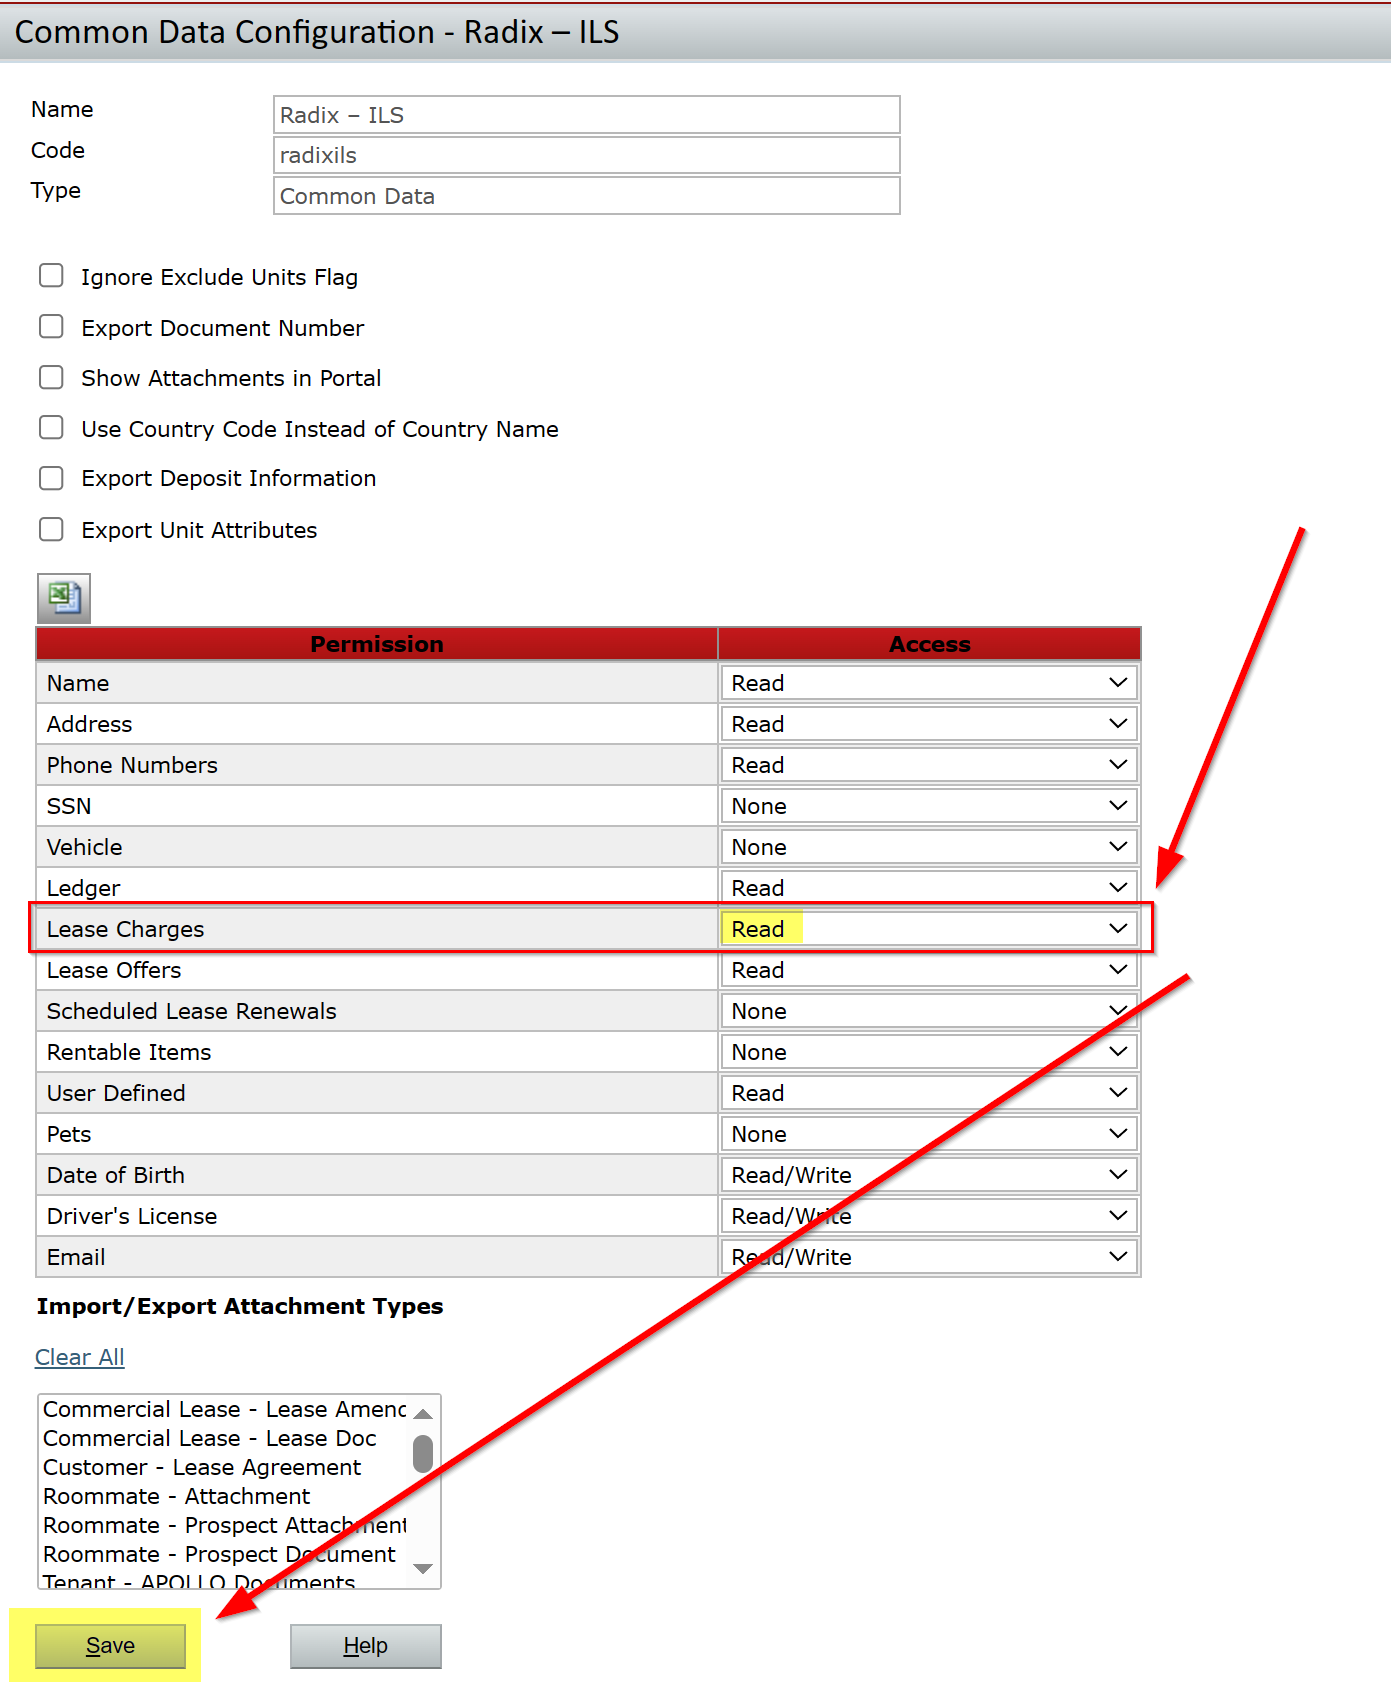 Common Data Configuration - Radix – ILS
Name Radix – ILS
Code radixils
Type Common Data
Ignore Exclude Units Flag
Export Document Number
Show Attachments in Portal
Use Country Code Instead of Country Name
Export Deposit Information
Export Unit Attributes
Permission Access
Name Read
Address Read
Phone Numbers Read
SSN None
Vehicle None
Ledger Read
Lease Charges Read
Lease Offers Read
Scheduled Lease Renewals None
Rentable Items None
User Defined Read
Pets None
Date of Birth Read/Write
Driver's License Read/Write
Email Read/Write
Import/Export Attachment Types
Clear All
Commercial Lease - Lease Amend
Commercial Lease - Lease Doc
Customer - Lease Agreement
Roommate - Attachment
Roommate - Prospect Attachment
Roommate - Prospect Document
Tenant - APOLLO Documents
Save Help